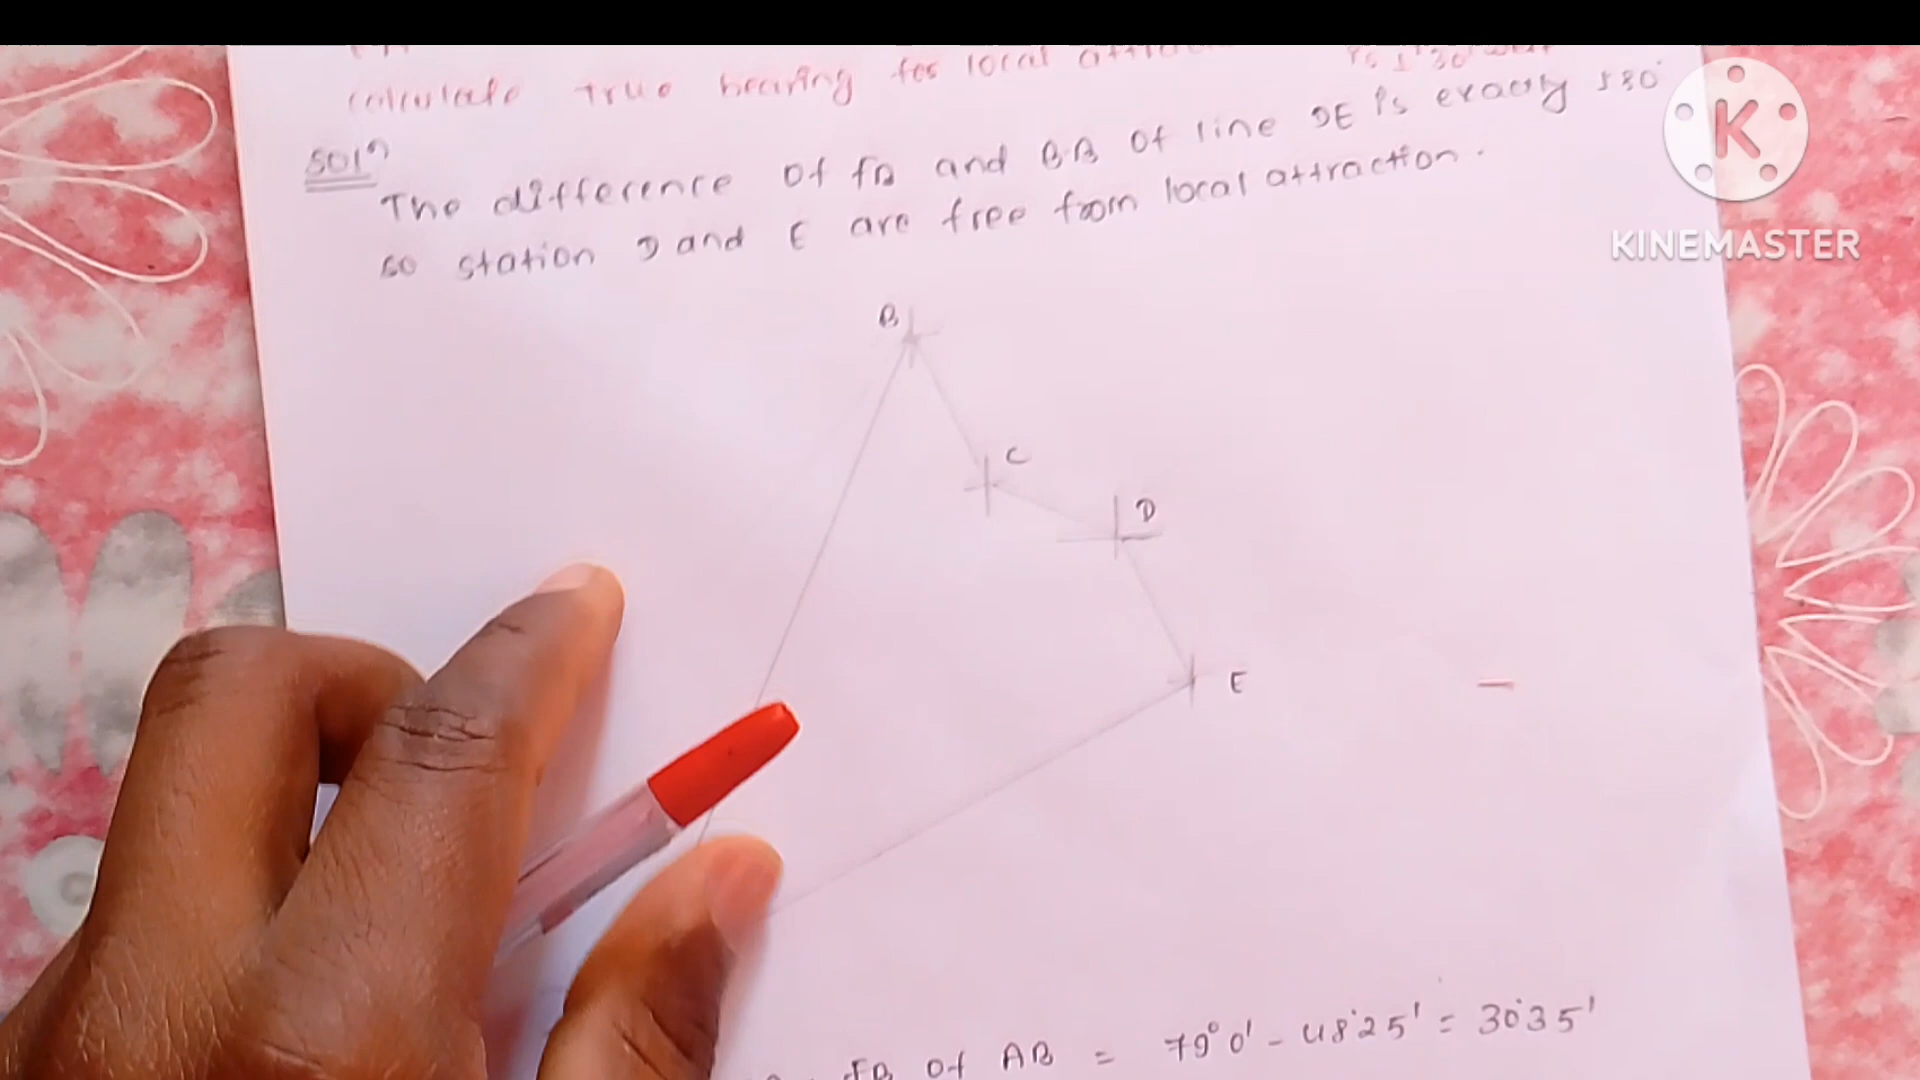 calculate true bearing for local
Soln
The difference of FB and BB of line DE is exactly 180°
K
KINEMASTER
so station D and E are free from local attraction.
B
C
D
E
FB of AB = 79°0' - 48°25' = 30°35'